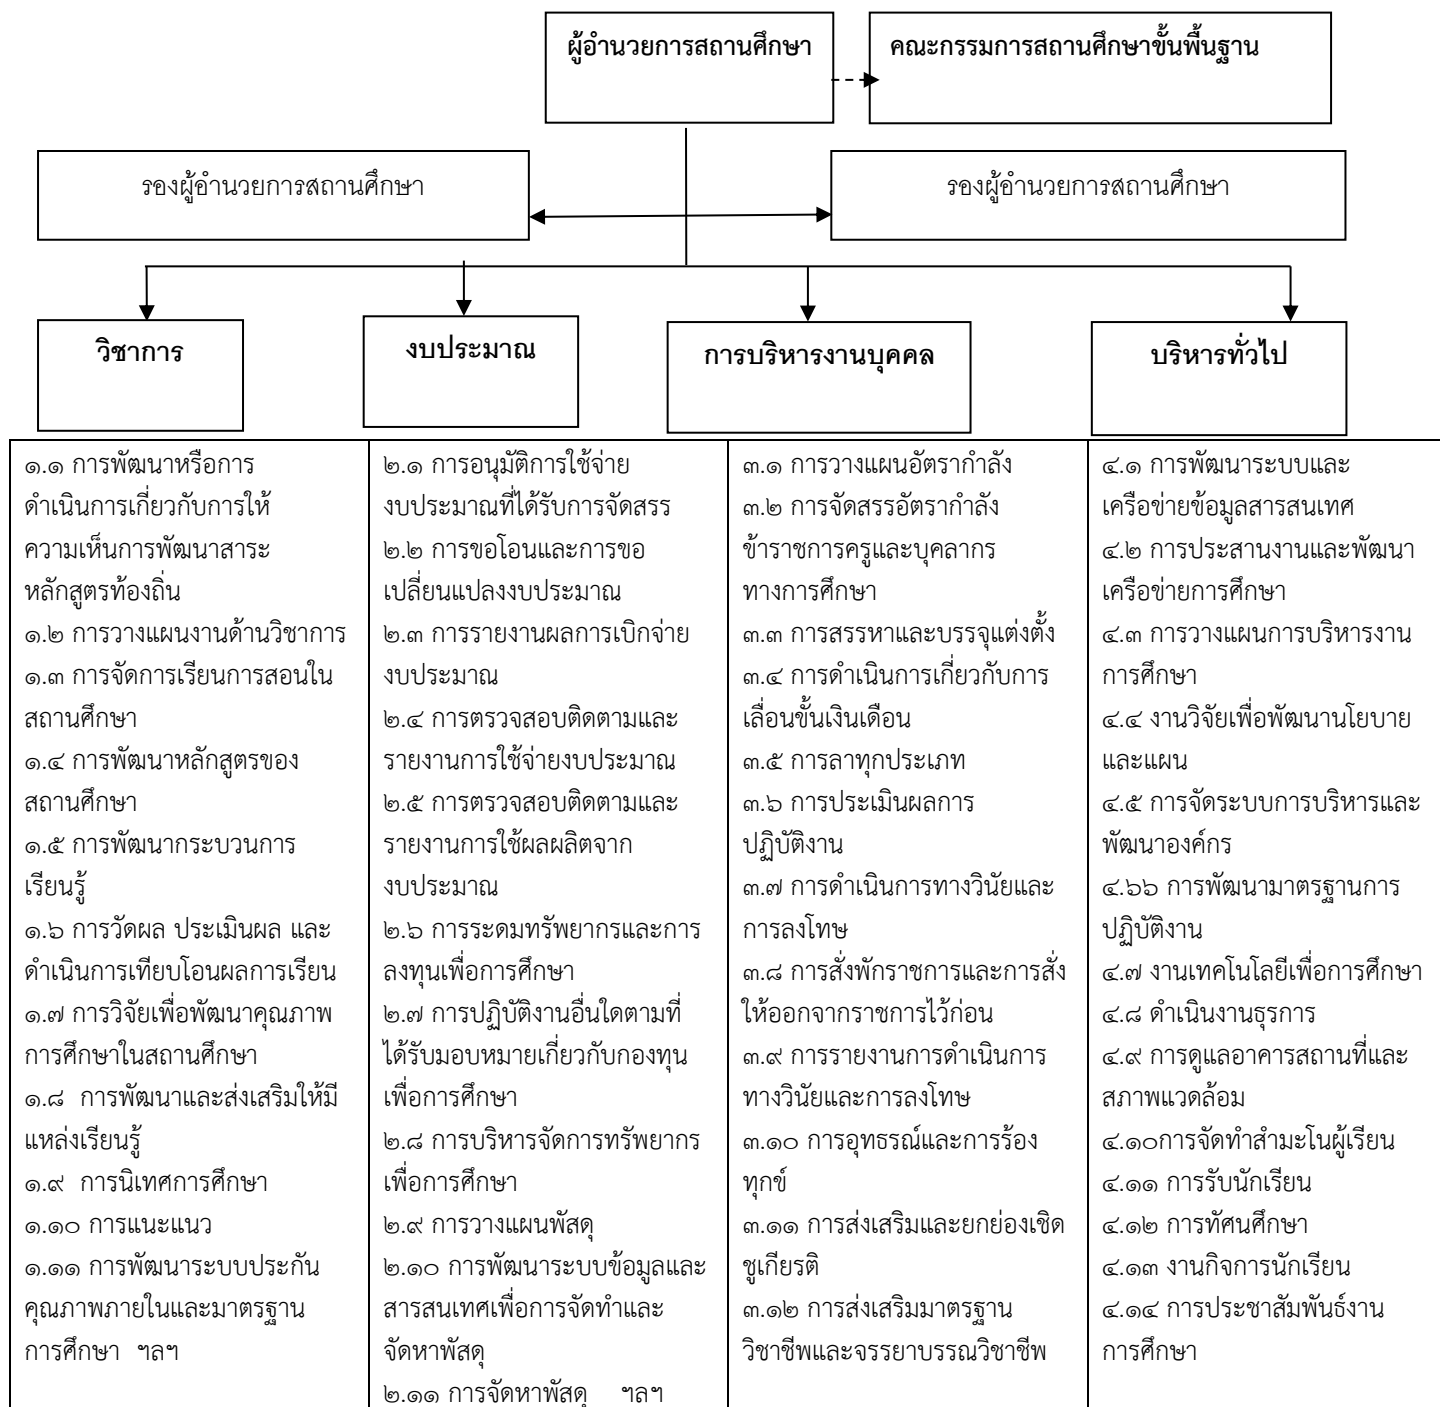 ผู้อำนวยการสถานศึกษา
คณะกรรมการสถานศึกษาขั้นพื้นฐาน
รองผู้อำนวยการสถานศึกษา
รองผู้อำนวยการสถานศึกษา
วิชาการ
งบประมาณ
การบริหารงานบุคคล
บริหารทั่วไป
๑.๑ การพัฒนาหรือการ
ดำเนินการเกี่ยวกับการให้
ความเห็นการพัฒนาสาระ
หลักสูตรท้องถิ่น
๑.๒ การวางแผนงานด้านวิชาการ
๑.๓ การจัดการเรียนการสอนใน
สถานศึกษา
๑.๔ การพัฒนาหลักสูตรของ
สถานศึกษา
๑.๕ การพัฒนากระบวนการ
เรียนรู้
๑.๖ การวัดผล ประเมินผล และ
ดำเนินการเทียบโอนผลการเรียน
๑.๗ การวิจัยเพื่อพัฒนาคุณภาพ
การศึกษาในสถานศึกษา
๑.๘ การพัฒนาและส่งเสริมให้มี
แหล่งเรียนรู้
๑.๙ การนิเทศการศึกษา
๑.๑๐ การแนะแนว
๑.๑๑ การพัฒนาระบบประกัน
คุณภาพภายในและมาตรฐาน
การศึกษา ฯลฯ
๒.๑ การอนุมัติการใช้จ่าย
งบประมาณที่ได้รับการจัดสรร
๒.๒ การขอโอนและการขอ
เปลี่ยนแปลงงบประมาณ
๒.๓ การรายงานผลการเบิกจ่าย
งบประมาณ
๒.๔ การตรวจสอบติดตามและ
รายงานการใช้จ่ายงบประมาณ
๒.๕ การตรวจสอบติดตามและ
รายงานการใช้ผลผลิตจาก
งบประมาณ
๒.๖ การระดมทรัพยากรและการ
ลงทุนเพื่อการศึกษา
๒.๗ การปฏิบัติงานอื่นใดตามที่
ได้รับมอบหมายเกี่ยวกับกองทุน
เพื่อการศึกษา
๒.๘ การบริหารจัดการทรัพยากร
เพื่อการศึกษา
๒.๙ การวางแผนพัสดุ
๒.๑๐ การพัฒนาระบบข้อมูลและ
สารสนเทศเพื่อการจัดทำและ
จัดหาพัสดุ
๒.๑๑ การจัดหาพัสดุ ฯลฯ
๓.๑ การวางแผนอัตรากำลัง
๓.๒ การจัดสรรอัตรากำลัง
ข้าราชการครูและบุคลากร
ทางการศึกษา
๓.๓ การสรรหาและบรรจุแต่งตั้ง
๓.๔ การดำเนินการเกี่ยวกับการ
เลื่อนขั้นเงินเดือน
๓.๕ การลาทุกประเภท
๓.๖ การประเมินผลการ
ปฏิบัติงาน
๓.๗ การดำเนินการทางวินัยและ
การลงโทษ
๓.๘ การสั่งพักราชการและการสั่ง
ให้ออกจากราชการไว้ก่อน
๓.๙ การรายงานการดำเนินการ
ทางวินัยและการลงโทษ
๓.๑๐ การอุทธรณ์และการร้อง
ทุกข์
๓.๑๑ การส่งเสริมและยกย่องเชิด
ชูเกียรติ
๓.๑๒ การส่งเสริมมาตรฐาน
วิชาชีพและจรรยาบรรณวิชาชีพ
๔.๑ การพัฒนาระบบและ
เครือข่ายข้อมูลสารสนเทศ
๔.๒ การประสานงานและพัฒนา
เครือข่ายการศึกษา
๔.๓ การวางแผนการบริหารงาน
การศึกษา
๔.๔ งานวิจัยเพื่อพัฒนานโยบาย
และแผน
๔.๕ การจัดระบบการบริหารและ
พัฒนาองค์กร
๔.๖๖ การพัฒนามาตรฐานการ
ปฏิบัติงาน
๔.๗ งานเทคโนโลยีเพื่อการศึกษา
๔.๘ ดำเนินงานธุรการ
๔.๙ การดูแลอาคารสถานที่และ
สภาพแวดล้อม
๔.๑๐การจัดทำสำมะโนผู้เรียน
๔.๑๑ การรับนักเรียน
๔.๑๒ การทัศนศึกษา
๔.๑๓ งานกิจการนักเรียน
๔.๑๔ การประชาสัมพันธ์งาน
การศึกษา